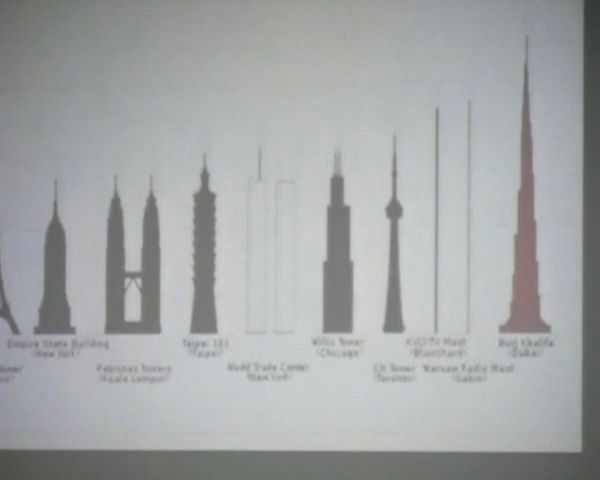 Empire State Building
(New York)
Petronas Towers
(Kuala Lumpur)
Taipei 101
(Taipei)
World Trade Center
(New York)
Willis Tower
(Chicago)
CN Tower
(Toronto)
KVLY-TV Mast
(Blanchard)
Warsaw Radio Mast
(Gabin)
Burj Khalifa
(Dubai)